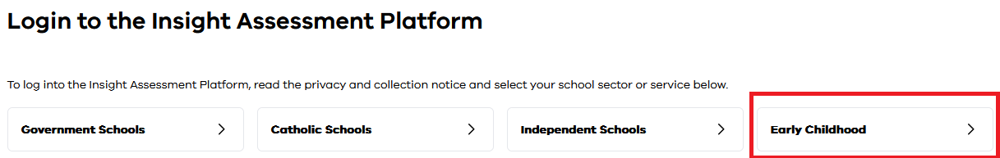 Login to the Insight Assessment Platform
To log into the Insight Assessment Platform, read the privacy and collection notice and select your school sector or service below.
Government Schools
Catholic Schools
Independent Schools
Early Childhood